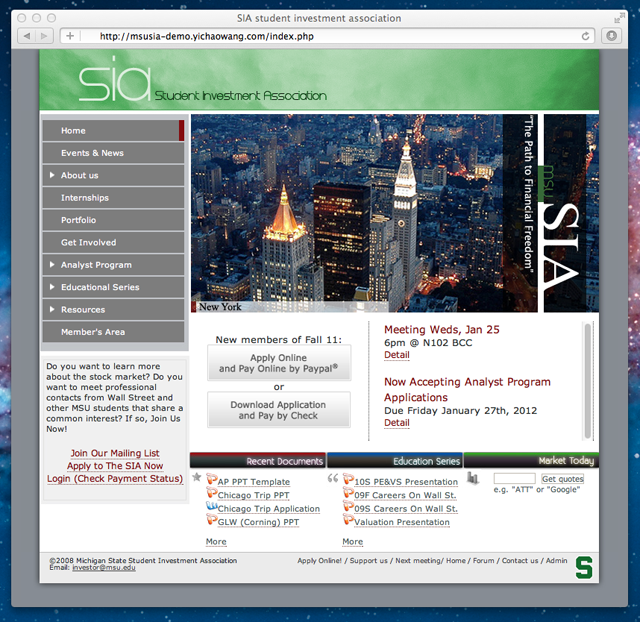 SIA student investment association
http://msusia-demo.yichaowang.com/index.php
sia Student Investment Association
Home
Events & News
About us
Internships
Portfolio
Get Involved
Analyst Program
Educational Series
Resources
Member's Area
"The Path to Financial Freedom"
msu
SIA
New York
Do you want to learn more
about the stock market? Do you
want to meet professional
contacts from Wall Street and
other MSU students that share a
common interest? If so, Join Us
Now!
Join Our Mailing List
Apply to The SIA Now
Login (Check Payment Status)
New members of Fall 11:
Apply Online
and Pay Online by Paypal®
or
Download Application
and Pay by Check
Meeting Weds, Jan 25
6pm @ N102 BCC
Detail
Now Accepting Analyst Program
Applications
Due Friday January 27th, 2012
Detail
Recent Documents
AP PPT Template
Chicago Trip PPT
Chicago Trip Application
GLW (Corning) PPT
More
Education Series
10S PE&VS Presentation
09F Careers On Wall St.
09S Careers On Wall St.
Valuation Presentation
More
Market Today
Get quotes
e.g. "ATT" or "Google"
©2008 Michigan State Student Investment Association
Email: investor@msu.edu
Apply Online! / Support us / Next meeting/ Home / Forum / Contact us / Admin
S